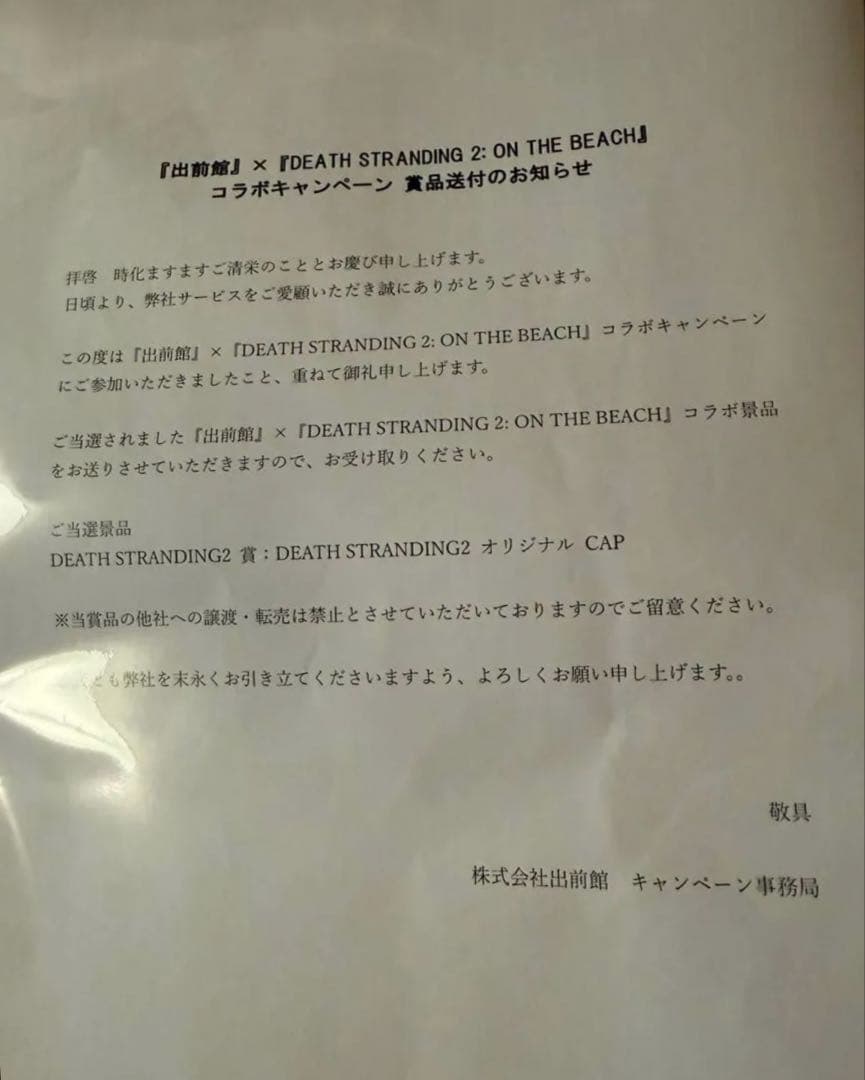 『出前館』×『DEATH STRANDING 2: ON THE BEACH』
コラボキャンペーン 賞品送付のお知らせ
拝啓　時化ますますご清栄のこととお慶び申し上げます。
日頃より、弊社サービスをご愛顧いただき誠にありがとうございます。
この度は『出前館』×『DEATH STRANDING 2: ON THE BEACH』コラボキャンペーン
にご参加いただきましたこと、重ねて御礼申し上げます。
ご当選されました『出前館』×『DEATH STRANDING 2: ON THE BEACH』コラボ景品
をお送りさせていただきますので、お受け取りください。
ご当選景品
DEATH STRANDING2 賞：DEATH STRANDING2 オリジナル CAP
※当賞品の他社への譲渡・転売は禁止とさせていただいておりますのでご留意ください。
とも弊社を末永くお引き立てくださいますよう、よろしくお願い申し上げます。。
敬具
株式会社出前館　キャンペーン事務局